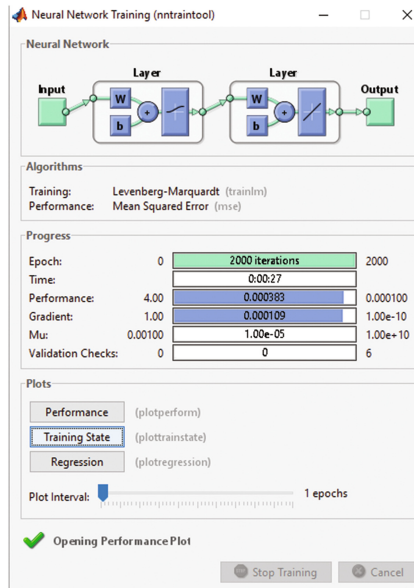 Neural Network Training (nntraintool)
Neural Network
Layer Layer
Input Output
W W
+ +
b b
Algorithms
Training: Levenberg-Marquardt (trainlm)
Performance: Mean Squared Error (mse)
Progress
Epoch: 0 2000 iterations 2000
Time: 0:00:27
Performance: 4.00 0.000383 0.000100
Gradient: 1.00 0.000109 1.00e-10
Mu: 0.00100 1.00e-05 1.00e+10
Validation Checks: 0 0 6
Plots
Performance (plotperform)
Training State (plottrainstate)
Regression (plotregression)
Plot Interval: 1 epochs
Opening Performance Plot
Stop Training Cancel